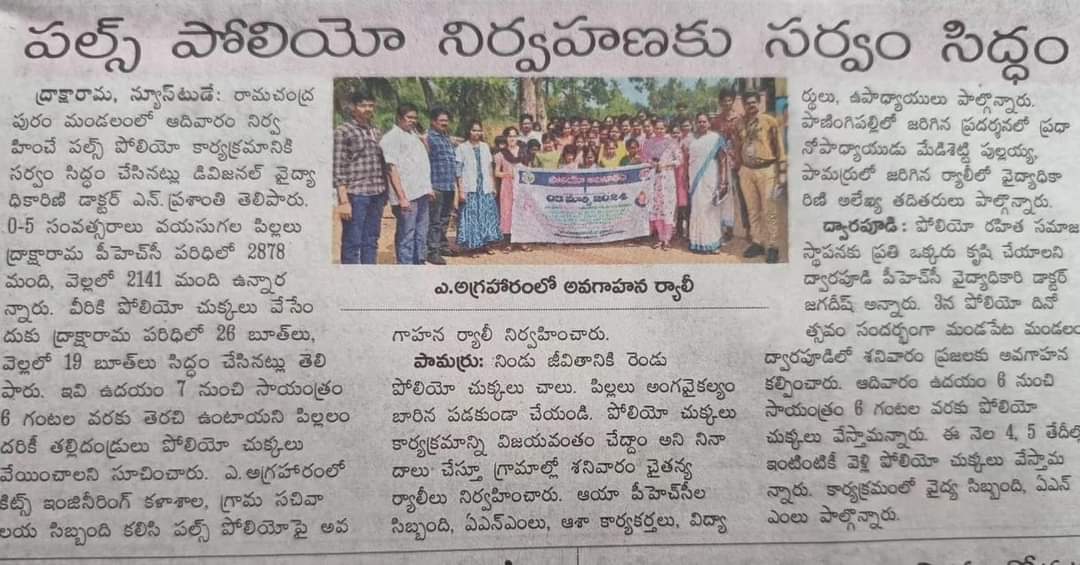 పల్స్ పోలియో నిర్వహణకు సర్వం సిద్ధం
ద్రాక్షారామ, న్యూస్‌టుడే: రామచంద్ర
పురం మండలంలో ఆదివారం నిర్వ
హించే పల్స్ పోలియో కార్యక్రమానికి
సర్వం సిద్ధం చేసినట్లు డివిజనల్ వైద్యా
ధికారిణి డాక్టర్ ఎన్.ప్రశాంతి తెలిపారు.
0-5 సంవత్సరాలు వయసుగల పిల్లలు
ద్రాక్షారామ పీహెచ్‌సీ పరిధిలో 2878
మంది, వెల్లలో 2141 మంది ఉన్నార
న్నారు. వీరికి పోలియో చుక్కలు వేసేం
దుకు ద్రాక్షారామ పరిధిలో 26 బూత్‌లు,
వెల్లలో 19 బూత్‌లు సిద్ధం చేసినట్లు తెలి
పారు. ఇవి ఉదయం 7 నుంచి సాయంత్రం
6 గంటల వరకు తెరచి ఉంటాయని పిల్లలం
దరికీ తల్లిదండ్రులు పోలియో చుక్కలు
వేయించాలని సూచించారు. ఎ.అగ్రహారంలో
కిట్స్ ఇంజినీరింగ్ కళాశాల, గ్రామ సచివా
లయ సిబ్బంది కలిసి పల్స్ పోలియోపై అవ
03 మార్చి 2024
ఎ.అగ్రహారంలో అవగాహన ర్యాలీ
గాహన ర్యాలీ నిర్వహించారు.
పామర్రు: నిండు జీవితానికి రెండు
పోలియో చుక్కలు చాలు. పిల్లలు అంగవైకల్యం
బారిన పడకుండా చేయండి. పోలియో చుక్కలు
కార్యక్రమాన్ని విజయవంతం చేద్దాం అని నినా
దాలు చేస్తూ గ్రామాల్లో శనివారం చైతన్య
ర్యాలీలు నిర్వహించారు. ఆయా పీహెచ్‌సీల
సిబ్బంది, ఏఎన్ఎంలు, ఆశా కార్యకర్తలు, విద్యా
ర్థులు, ఉపాధ్యాయులు పాల్గొన్నారు.
పాజింగిపల్లిలో జరిగిన ప్రదర్శనలో ప్రధా
నోపాధ్యాయుడు మేడిశెట్టి పుల్లయ్య,
పామర్రులో జరిగిన ర్యాలీలో వైద్యాధికా
రిణి అలేఖ్య తదితరులు పాల్గొన్నారు.
ద్వారపూడి: పోలియో రహిత సమాజ
స్థాపనకు ప్రతి ఒక్కరు కృషి చేయాలని
ద్వారపూడి పీహెచ్‌సీ వైద్యాధికారి డాక్టర్
జగదీష్ అన్నారు. 3న పోలియో దినో
త్సవం సందర్భంగా మండపేట మండలం
ద్వారపూడిలో శనివారం ప్రజలకు అవగాహన
కల్పించారు. ఆదివారం ఉదయం 6 నుంచి
సాయంత్రం 6 గంటల వరకు పోలియో
చుక్కలు వేస్తామన్నారు. ఈ నెల 4, 5 తేదీల్లో
ఇంటింటికీ వెళ్లి పోలియో చుక్కలు వేస్తామ
న్నారు. కార్యక్రమంలో వైద్య సిబ్బంది, ఏఎన్
ఎంలు పాల్గొన్నారు.